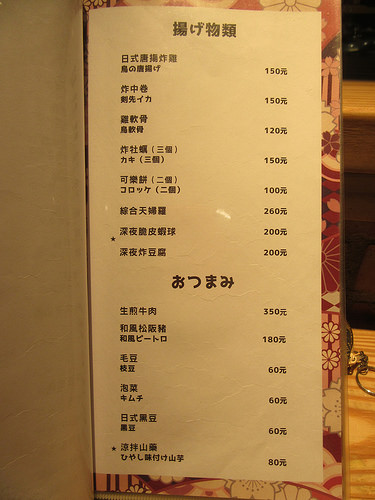 揚げ物類
日式唐揚炸雞
鳥の唐揚げ 150元
炸中卷
剣先イカ 150元
雞軟骨
鳥軟骨 120元
炸牡蠣（三個）
カキ（三個） 150元
可樂餅（二個）
コロッケ（二個） 100元
綜合天婦羅 260元
深夜脆皮蝦球 200元
★
深夜炸豆腐 200元
おつまみ
生煎牛肉 350元
和風松阪豬
和風ピートロ 180元
毛豆
枝豆 60元
泡菜
キムチ 60元
日式黑豆
黒豆 60元
★ 涼拌山藥
ひやし味付け山芋 80元